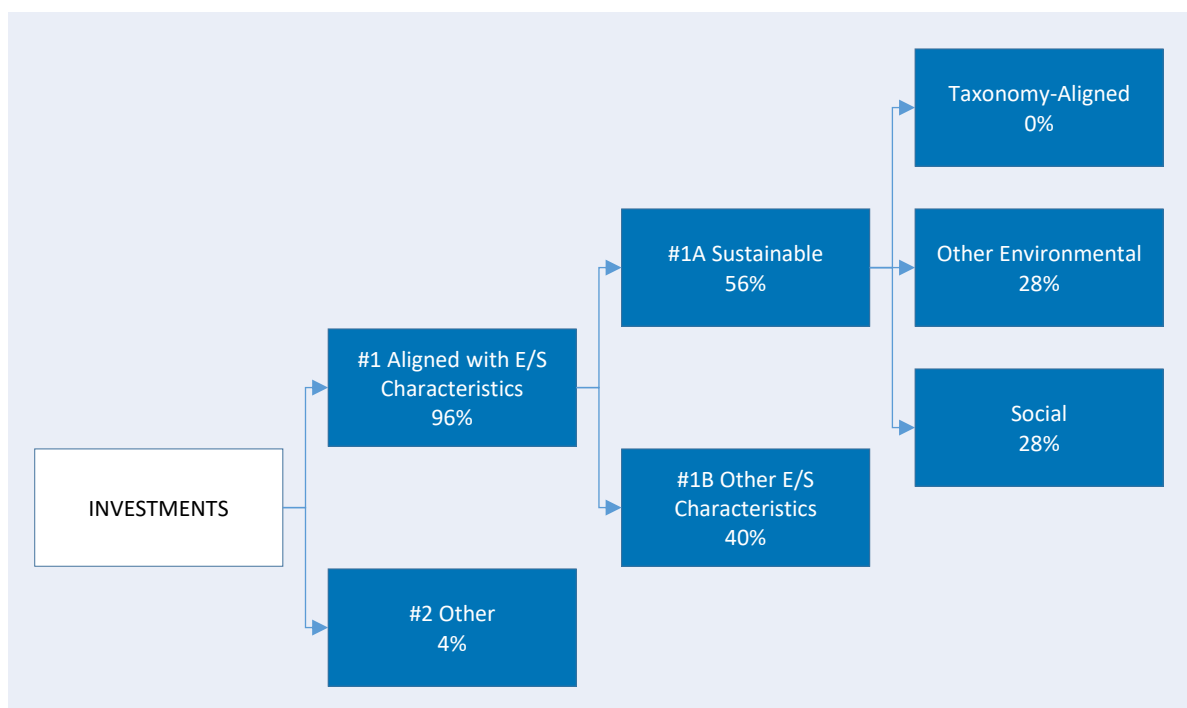 INVESTMENTS
#1 Aligned with E/S
Characteristics
96%
#2 Other
4%
#1A Sustainable
56%
#1B Other E/S
Characteristics
40%
Taxonomy-Aligned
0%
Other Environmental
28%
Social
28%